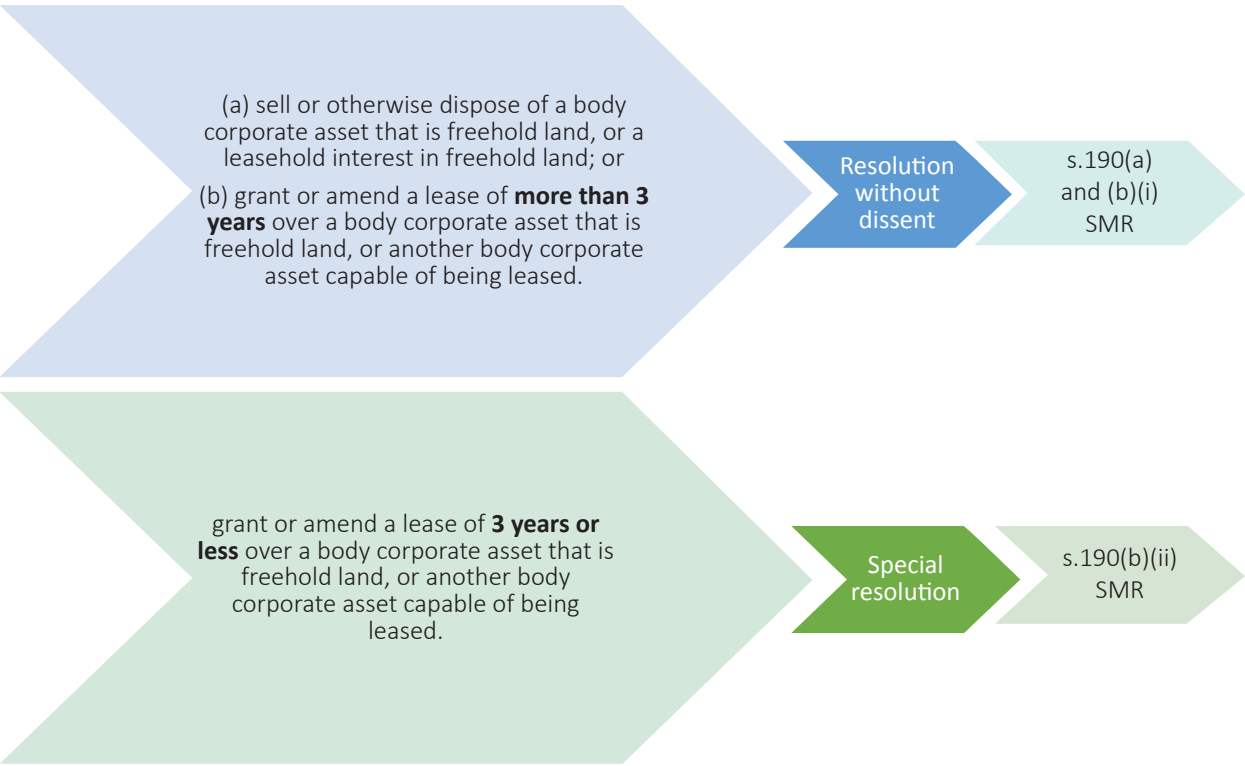 (a) sell or otherwise dispose of a body
corporate asset that is freehold land, or a
leasehold interest in freehold land; or
(b) grant or amend a lease of more than 3
years over a body corporate asset that is
freehold land, or another body corporate
asset capable of being leased.
Resolution
without
dissent
s.190(a)
and (b)(i)
SMR
grant or amend a lease of 3 years or
less over a body corporate asset that is
freehold land, or another body
corporate asset capable of being
leased.
Special
resolution
s.190(b)(ii)
SMR